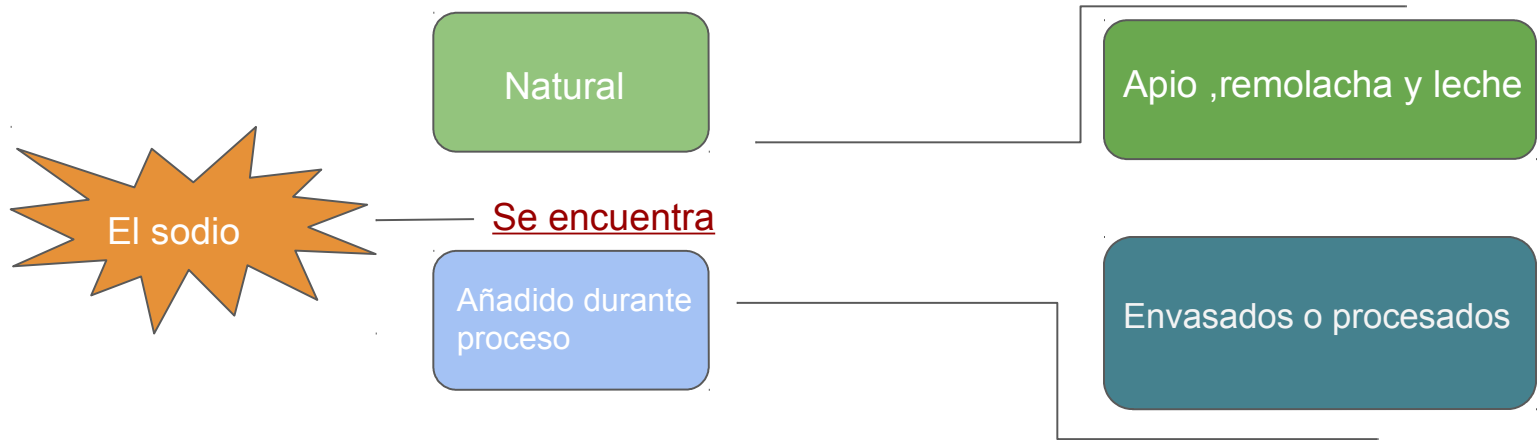 El sodio
Se encuentra
Natural
Apio ,remolacha y leche
Añadido durante
proceso
Envasados o procesados